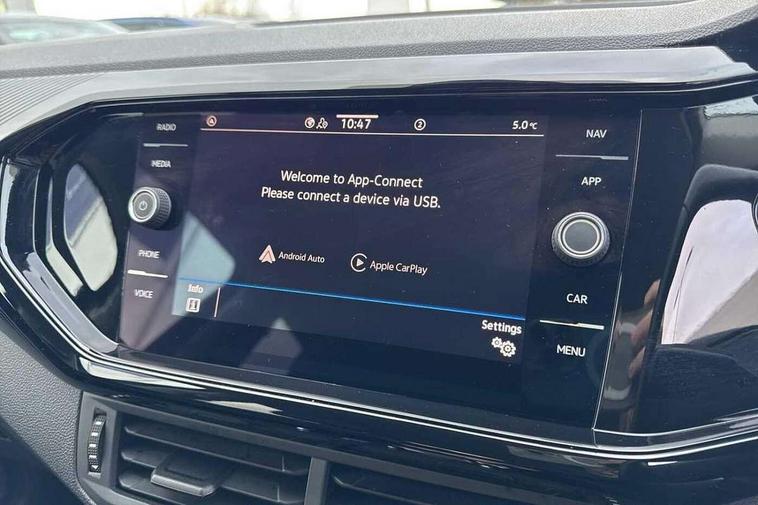 RADIO
MEDIA
PHONE
VOICE
10:47
2
5.0°C
Welcome to App-Connect
Please connect a device via USB.
Android Auto
Apple CarPlay
Info
Settings
NAV
APP
CAR
MENU